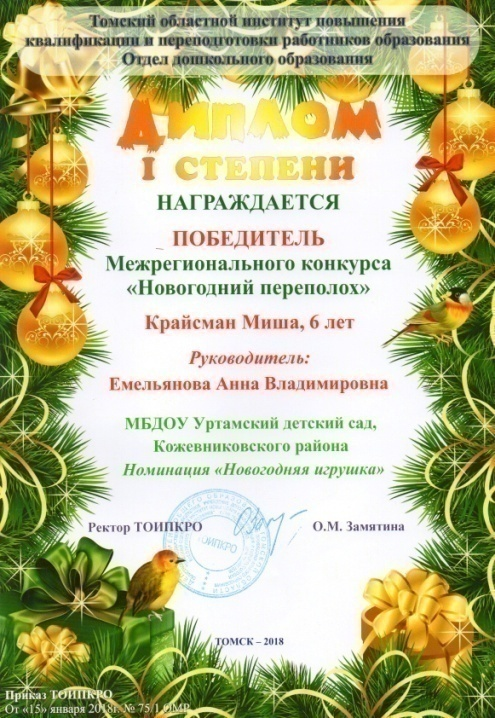 Томский областной институт повышения
квалификации и переподготовки работников образования
Отдел дошкольного образования
ДИПЛОМ
I СТЕПЕНИ
НАГРАЖДАЕТСЯ
ПОБЕДИТЕЛЬ
Межрегионального конкурса
«Новогодний переполох»
Крайсман Миша, 6 лет
Руководитель:
Емельянова Анна Владимировна
МБДОУ Уртамский детский сад,
Кожевниковского района
Номинация «Новогодняя игрушка»
Ректор ТОИПКРО О.М. Замятина
ТОИПКРО
ТОМСК – 2018
Приказ ТОИПКРО
От «15» января 2018г. № 75/1 ОМР